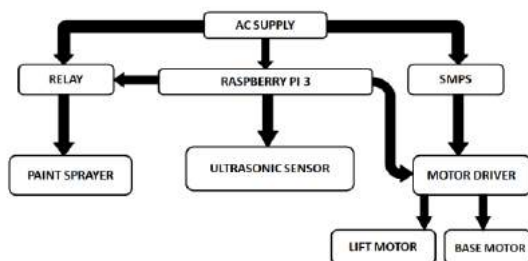 AC SUPPLY
RELAY
RASPBERRY PI 3
SMPS
PAINT SPRAYER
ULTRASONIC SENSOR
MOTOR DRIVER
LIFT MOTOR
BASE MOTOR